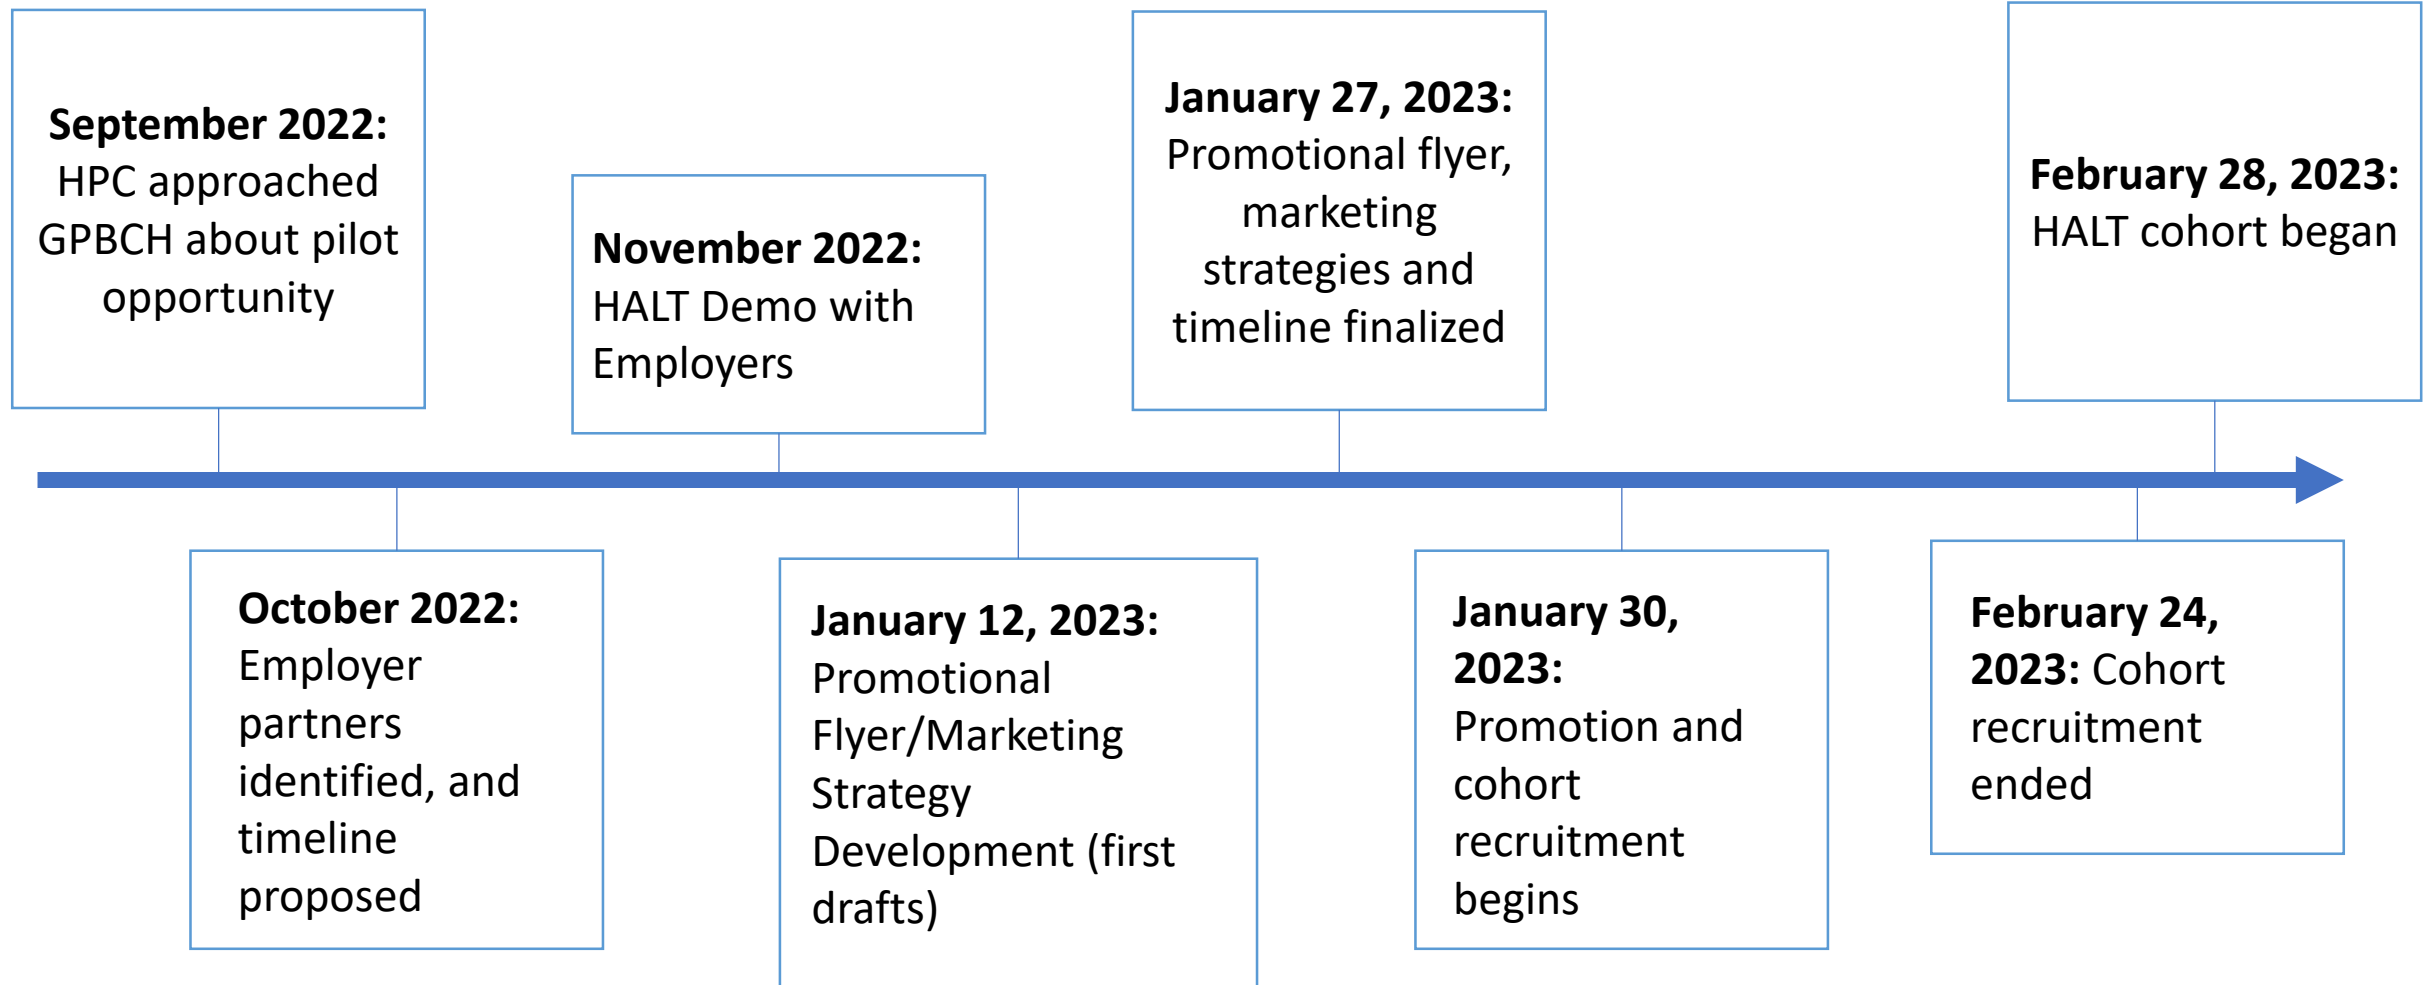 September 2022:
HPC approached
GPBCH about pilot
opportunity
October 2022:
Employer
partners
identified, and
timeline
proposed
November 2022:
HALT Demo with
Employers
January 12, 2023:
Promotional
Flyer/Marketing
Strategy
Development (first
drafts)
January 27, 2023:
Promotional flyer,
marketing
strategies and
timeline finalized
January 30,
2023:
Promotion and
cohort
recruitment
begins
February 24,
2023: Cohort
recruitment
ended
February 28, 2023:
HALT cohort began